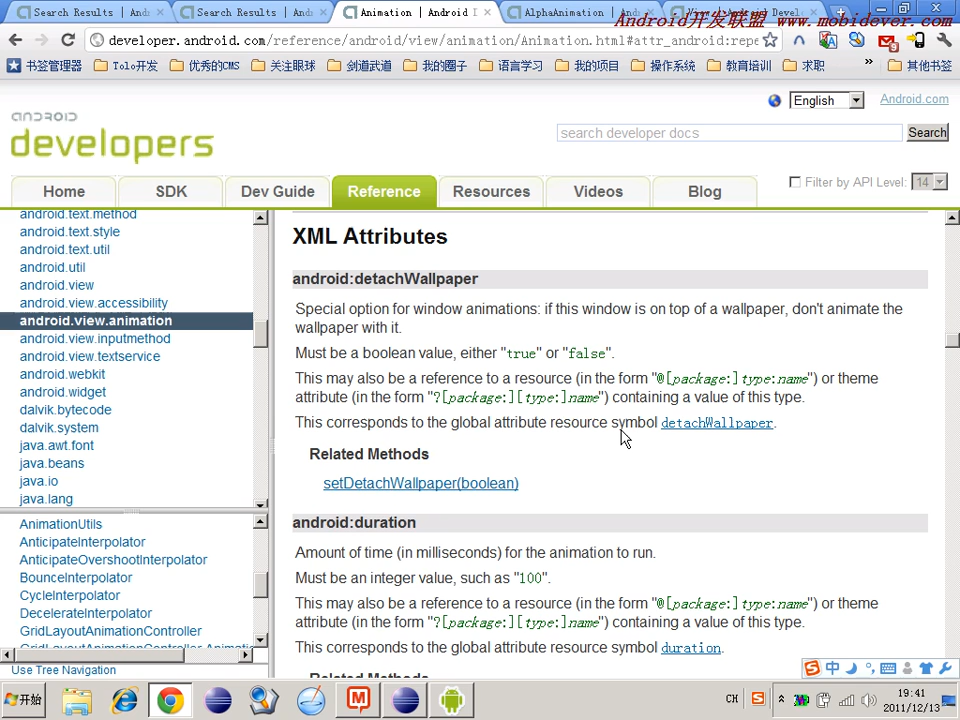 Search Results | And
Search Results | And
Animation | Android D
AlphaAnimation | And
Android开发联盟 www.mobidever.com
developer.android.com/reference/android/view/animation/Animation.html#attr_android:repe
书签管理器 Tolo开发 优秀的CMS 关注眼球 剑道武道 我的圈子 语言学习 我的项目 操作系统 教育培训 求职 » 其他书签
English Android.com
android
developers
search developer docs Search
Home SDK Dev Guide Reference Resources Videos Blog Filter by API Level: 14
android.text.method
android.text.style
android.text.util
android.util
android.view
android.view.accessibility
android.view.animation
android.view.inputmethod
android.view.textservice
android.webkit
android.widget
dalvik.bytecode
dalvik.system
java.awt.font
java.beans
java.io
java.lang
AnimationUtils
AnticipateInterpolator
AnticipateOvershootInterpolator
BounceInterpolator
CycleInterpolator
DecelerateInterpolator
GridLayoutAnimationController
Use Tree Navigation
XML Attributes
android:detachWallpaper
Special option for window animations: if this window is on top of a wallpaper, don't animate the
wallpaper with it.
Must be a boolean value, either "true" or "false".
This may also be a reference to a resource (in the form "@[package:]type:name") or theme
attribute (in the form "?[package:][type:]name") containing a value of this type.
This corresponds to the global attribute resource symbol detachWallpaper.
Related Methods
setDetachWallpaper(boolean)
android:duration
Amount of time (in milliseconds) for the animation to run.
Must be an integer value, such as "100".
This may also be a reference to a resource (in the form "@[package:]type:name") or theme
attribute (in the form "?[package:][type:]name") containing a value of this type.
This corresponds to the global attribute resource symbol duration.
Related Methods
中
开始
CH
19:41
2011/12/13